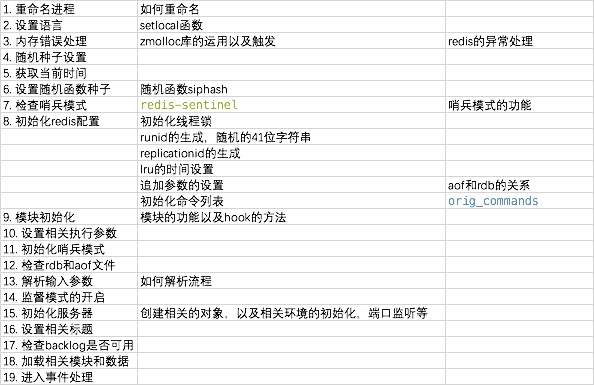 1. 重命名进程 如何重命名
2. 设置语言 setlocal函数
3. 内存错误处理 zmolloc库的运用以及触发 redis的异常处理
4. 随机种子设置
5. 获取当前时间
6. 设置随机函数种子 随机函数siphash
7. 检查哨兵模式 redis-sentinel 哨兵模式的功能
8. 初始化redis配置 初始化线程锁
runid的生成，随机的41位字符串
replicationid的生成
lru的时间设置
追加参数的设置 aof和rdb的关系
初始化命令列表 orig_commands
9. 模块初始化 模块的功能以及hook的方法
10. 设置相关执行参数
11. 初始化哨兵模式
12. 检查rdb和aof文件
13. 解析输入参数 如何解析流程
14. 监督模式的开启
15. 初始化服务器 创建相关的对象，以及相关环境的初始化，端口监听等
16. 设置相关标题
17. 检查backlog是否可用
18. 加载相关模块和数据
19. 进入事件处理